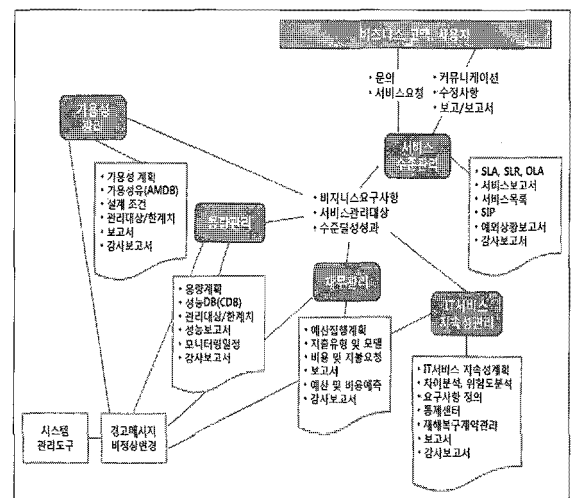 비즈니스, 고객, 사용자
• 문의
• 서비스요청
• 커뮤니케이션
• 수정사항
• 보고/보고서
가용성
관리
서비스
수준관리
• 가용성 계획
• 가용성유(AMDB)
• 설계 조건
• 관리대상/한계치
• 보고서
• 감사보고서
• SLA, SLR, OLA
• 서비스보고서
• 서비스목록
• SIP
• 예외상황보고서
• 감사보고서
• 비지니스요구사항
• 서비스관리대상
• 수준달성성과
용량관리
• 용량계획
• 성능DB(CDB)
• 관리대상/한계치
• 성능보고서
• 모니터링일정
• 감사보고서
재무관리
• 예산집행계획
• 지출유형 및 모델
• 비용 및 지불요청
• 보고서
• 예산 및 비용예측
• 감사보고서
IT서비스
지속성관리
• IT서비스 지속성계획
• 차이분석, 위험도분석
• 요구사항 정의
• 통제센터
• 재해복구계약관리
• 보고서
• 감사보고서
시스템
관리도구
경고메시지
비정상변경